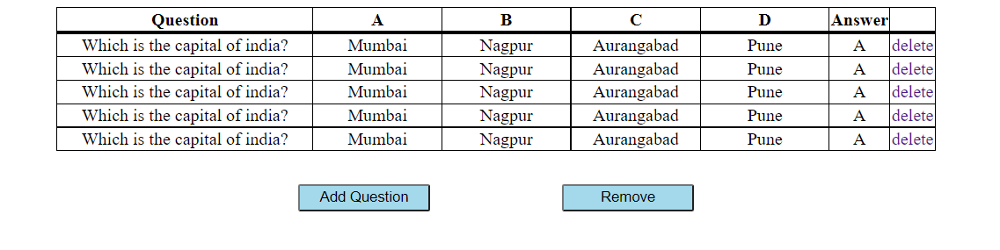 Question A B C D Answer
Which is the capital of india? Mumbai Nagpur Aurangabad Pune A delete
Which is the capital of india? Mumbai Nagpur Aurangabad Pune A delete
Which is the capital of india? Mumbai Nagpur Aurangabad Pune A delete
Which is the capital of india? Mumbai Nagpur Aurangabad Pune A delete
Which is the capital of india? Mumbai Nagpur Aurangabad Pune A delete
Add Question Remove